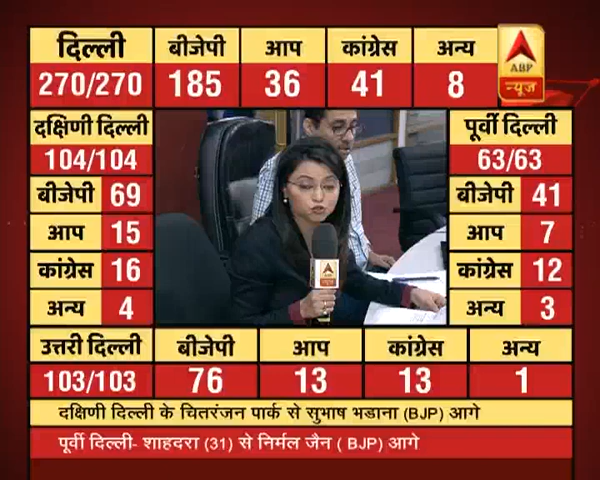 दिल्ली बीजेपी आप कांग्रेस अन्य
270/270 185 36 41 8
ABP
न्यूज़
दक्षिणी दिल्ली
104/104
बीजेपी 69
आप 15
कांग्रेस 16
अन्य 4
ABP
न्यूज़
पूर्वी दिल्ली
63/63
बीजेपी 41
आप 7
कांग्रेस 12
अन्य 3
उत्तरी दिल्ली बीजेपी आप कांग्रेस अन्य
103/103 76 13 13 1
दक्षिणी दिल्ली के चितरंजन पार्क से सुभाष भडाना (BJP) आगे
पूर्वी दिल्ली- शाहदरा (31) से निर्मल जैन ( BJP) आगे